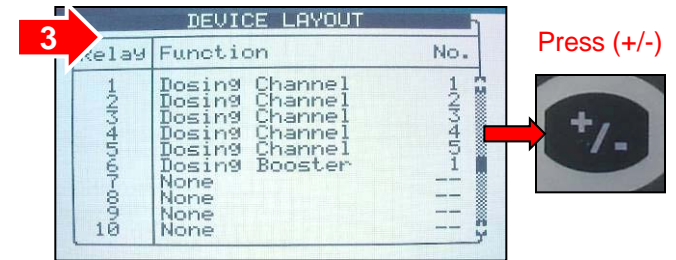 3
DEVICE LAYOUT
Relay Function No.
1 Dosing Channel 1
2 Dosing Channel 2
3 Dosing Channel 3
4 Dosing Channel 4
5 Dosing Channel 5
6 Dosing Booster 1
7 None --
8 None --
9 None --
10 None --
Press (+/-)
+/-